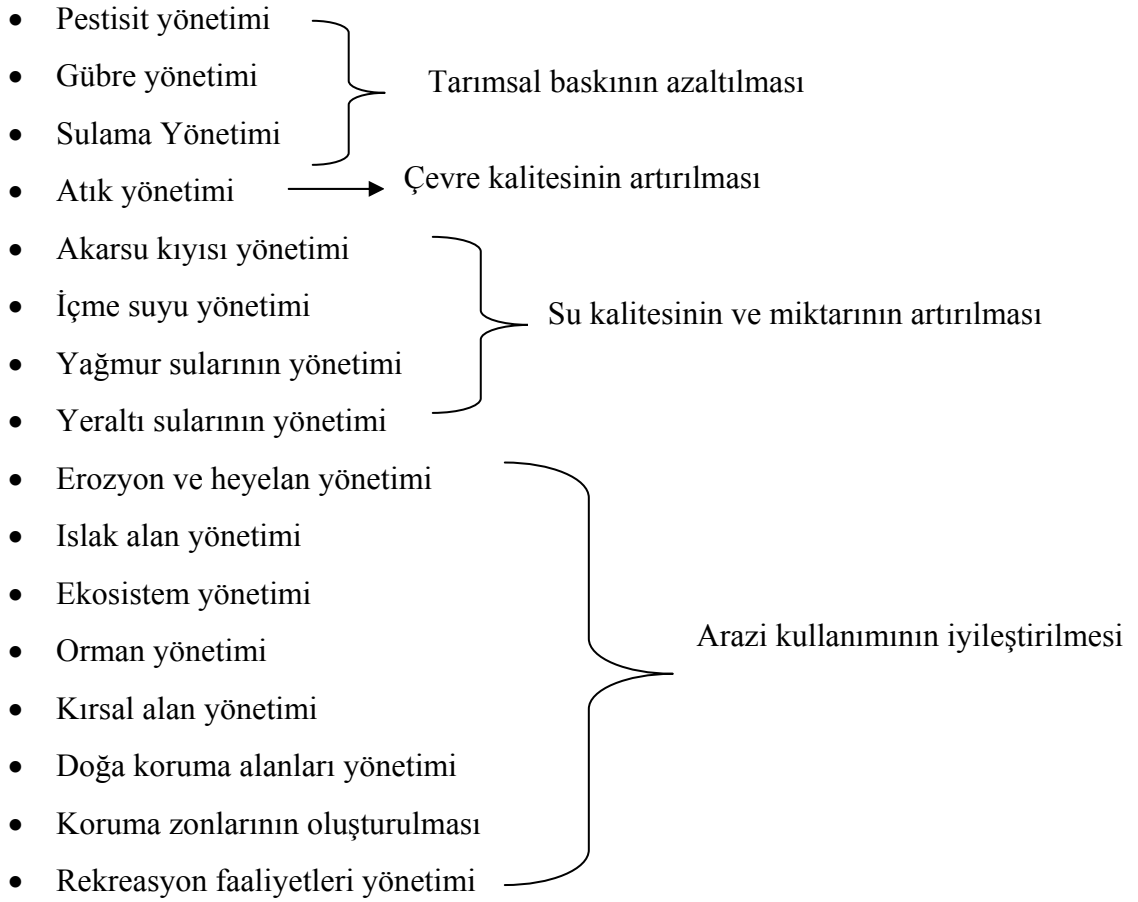 • Pestisit yönetimi
• Gübre yönetimi
Tarımsal baskının azaltılması
• Sulama Yönetimi
• Atık yönetimi
Çevre kalitesinin artırılması
• Akarsu kıyısı yönetimi
• İçme suyu yönetimi
Su kalitesinin ve miktarının artırılması
• Yağmur sularının yönetimi
• Yeraltı sularının yönetimi
• Erozyon ve heyelan yönetimi
• Islak alan yönetimi
• Ekosistem yönetimi
• Orman yönetimi
Arazi kullanımının iyileştirilmesi
• Kırsal alan yönetimi
• Doğa koruma alanları yönetimi
• Koruma zonlarının oluşturulması
• Rekreasyon faaliyetleri yönetimi